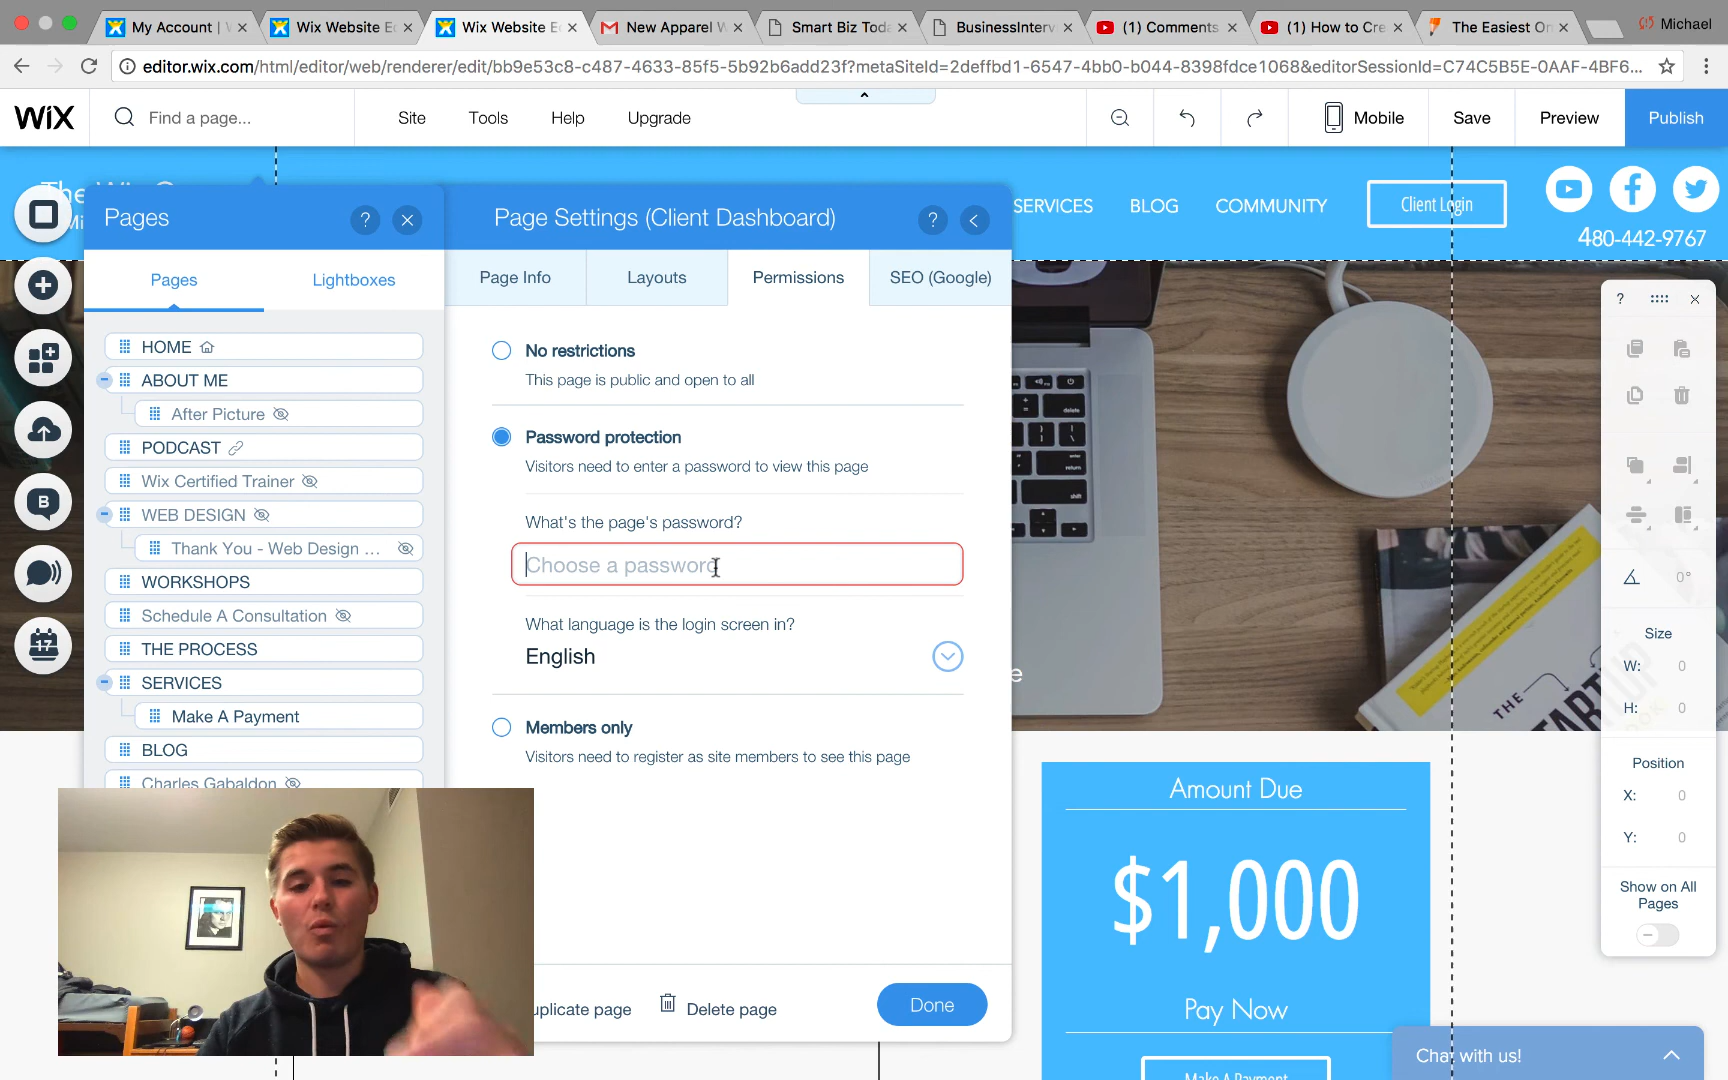 My Account | W
Wix Website Ec
Wix Website Ec
New Apparel W
Smart Biz Toda
BusinessInterv
(1) Comments
(1) How to Cre
The Easiest On
Michael
editor.wix.com/html/editor/web/renderer/edit/bb9e53c8-c487-4633-85f5-5b92b6add23f?metaSiteId=2deffbd1-6547-4bb0-b044-8398fdce1068&editorSessionId=C74C5B5E-0AAF-4BF6...
WiX
Find a page...
Site
Tools
Help
Upgrade
Mobile
Save
Preview
Publish
SERVICES
BLOG
COMMUNITY
Client Login
480-442-9767
Pages
?
Page Settings (Client Dashboard)
?
Pages
Lightboxes
Page Info
Layouts
Permissions
SEO (Google)
HOME
ABOUT ME
After Picture
PODCAST
Wix Certified Trainer
WEB DESIGN
Thank You - Web Design ...
WORKSHOPS
Schedule A Consultation
THE PROCESS
SERVICES
Make A Payment
BLOG
Charles Gabaldon
B
17
No restrictions
This page is public and open to all
Password protection
Visitors need to enter a password to view this page
What's the page's password?
Choose a password
What language is the login screen in?
English
Members only
Visitors need to register as site members to see this page
uplicate page
Delete page
Done
e
THE
STARTUP
Amount Due
$1,000
Pay Now
Make A Payment
Chat with us!
?
0°
Size
W: 0
H: 0
Position
X: 0
Y: 0
Show on All
Pages